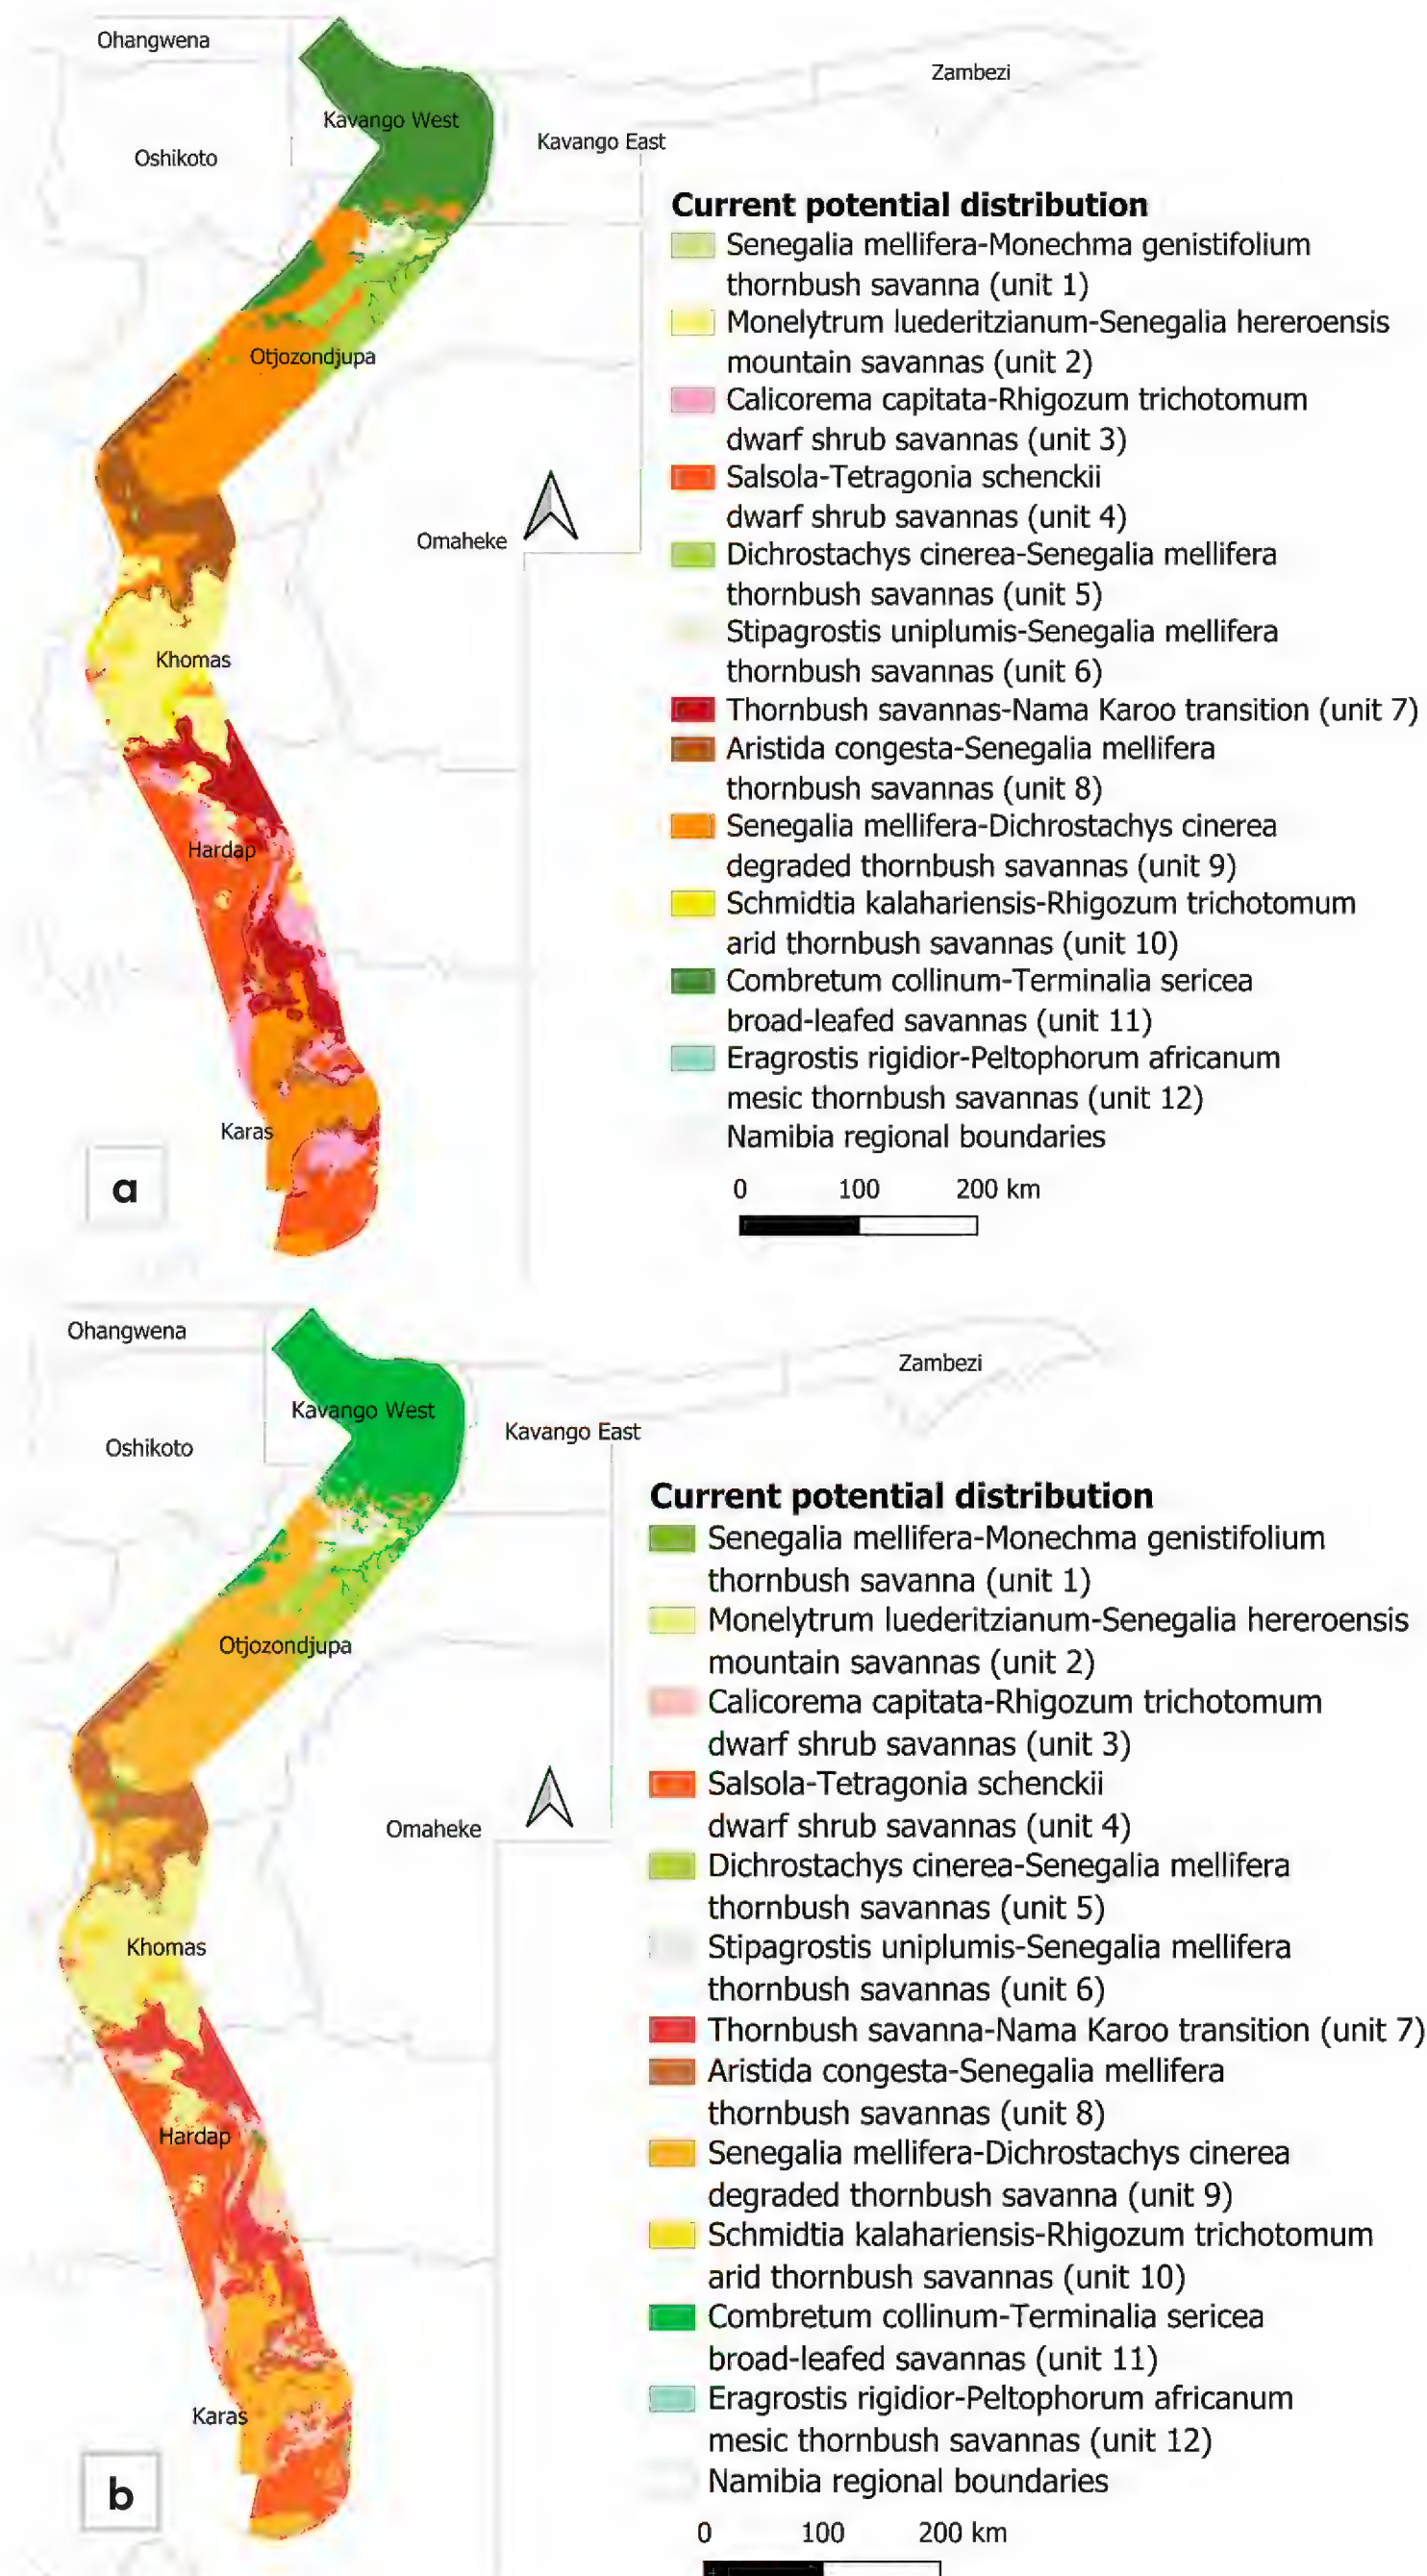 Ohangwena
Zambezi
Kavango West
Kavango East
Oshikoto
Otjozondjupa
Omaheke
Khomas
Hardap
Karas
a
Current potential distribution
Senegalia mellifera-Monechma genistifolium
thornbush savanna (unit 1)
Monelytrum luederitzianum-Senegalia hereroensis
mountain savannas (unit 2)
Calicorema capitata-Rhigozum trichotomum
dwarf shrub savannas (unit 3)
Salsola-Tetragonia schenckii
dwarf shrub savannas (unit 4)
Dichrostachys cinerea-Senegalia mellifera
thornbush savannas (unit 5)
Stipagrostis uniplumis-Senegalia mellifera
thornbush savannas (unit 6)
Thornbush savannas-Nama Karoo transition (unit 7)
Aristida congesta-Senegalia mellifera
thornbush savannas (unit 8)
Senegalia mellifera-Dichrostachys cinerea
degraded thornbush savannas (unit 9)
Schmidtia kalahariensis-Rhigozum trichotomum
arid thornbush savannas (unit 10)
Combretum collinum-Terminalia sericea
broad-leafed savannas (unit 11)
Eragrostis rigidior-Peltophorum africanum
mesic thornbush savannas (unit 12)
Namibia regional boundaries
0 100 200 km
Ohangwena
Zambezi
Kavango West
Kavango East
Oshikoto
Otjozondjupa
Omaheke
Khomas
Hardap
Karas
b
Current potential distribution
Senegalia mellifera-Monechma genistifolium
thornbush savanna (unit 1)
Monelytrum luederitzianum-Senegalia hereroensis
mountain savannas (unit 2)
Calicorema capitata-Rhigozum trichotomum
dwarf shrub savannas (unit 3)
Salsola-Tetragonia schenckii
dwarf shrub savannas (unit 4)
Dichrostachys cinerea-Senegalia mellifera
thornbush savannas (unit 5)
Stipagrostis uniplumis-Senegalia mellifera
thornbush savannas (unit 6)
Thornbush savanna-Nama Karoo transition (unit 7)
Aristida congesta-Senegalia mellifera
thornbush savannas (unit 8)
Senegalia mellifera-Dichrostachys cinerea
degraded thornbush savanna (unit 9)
Schmidtia kalahariensis-Rhigozum trichotomum
arid thornbush savannas (unit 10)
Combretum collinum-Terminalia sericea
broad-leafed savannas (unit 11)
Eragrostis rigidior-Peltophorum africanum
mesic thornbush savannas (unit 12)
Namibia regional boundaries
0 100 200 km